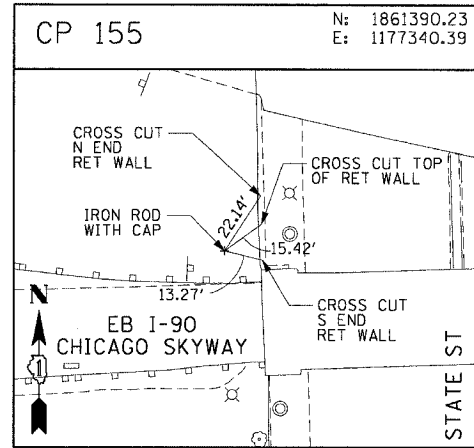 CP 155
N: 1861390.23
E: 1177340.39
CROSS CUT
N END
RET WALL
CROSS CUT TOP
OF RET WALL
IRON ROD
WITH CAP
22.14'
15.42'
13.27'
CROSS CUT
S END
RET WALL
N
1
EB I-90
CHICAGO SKYWAY
STATE ST